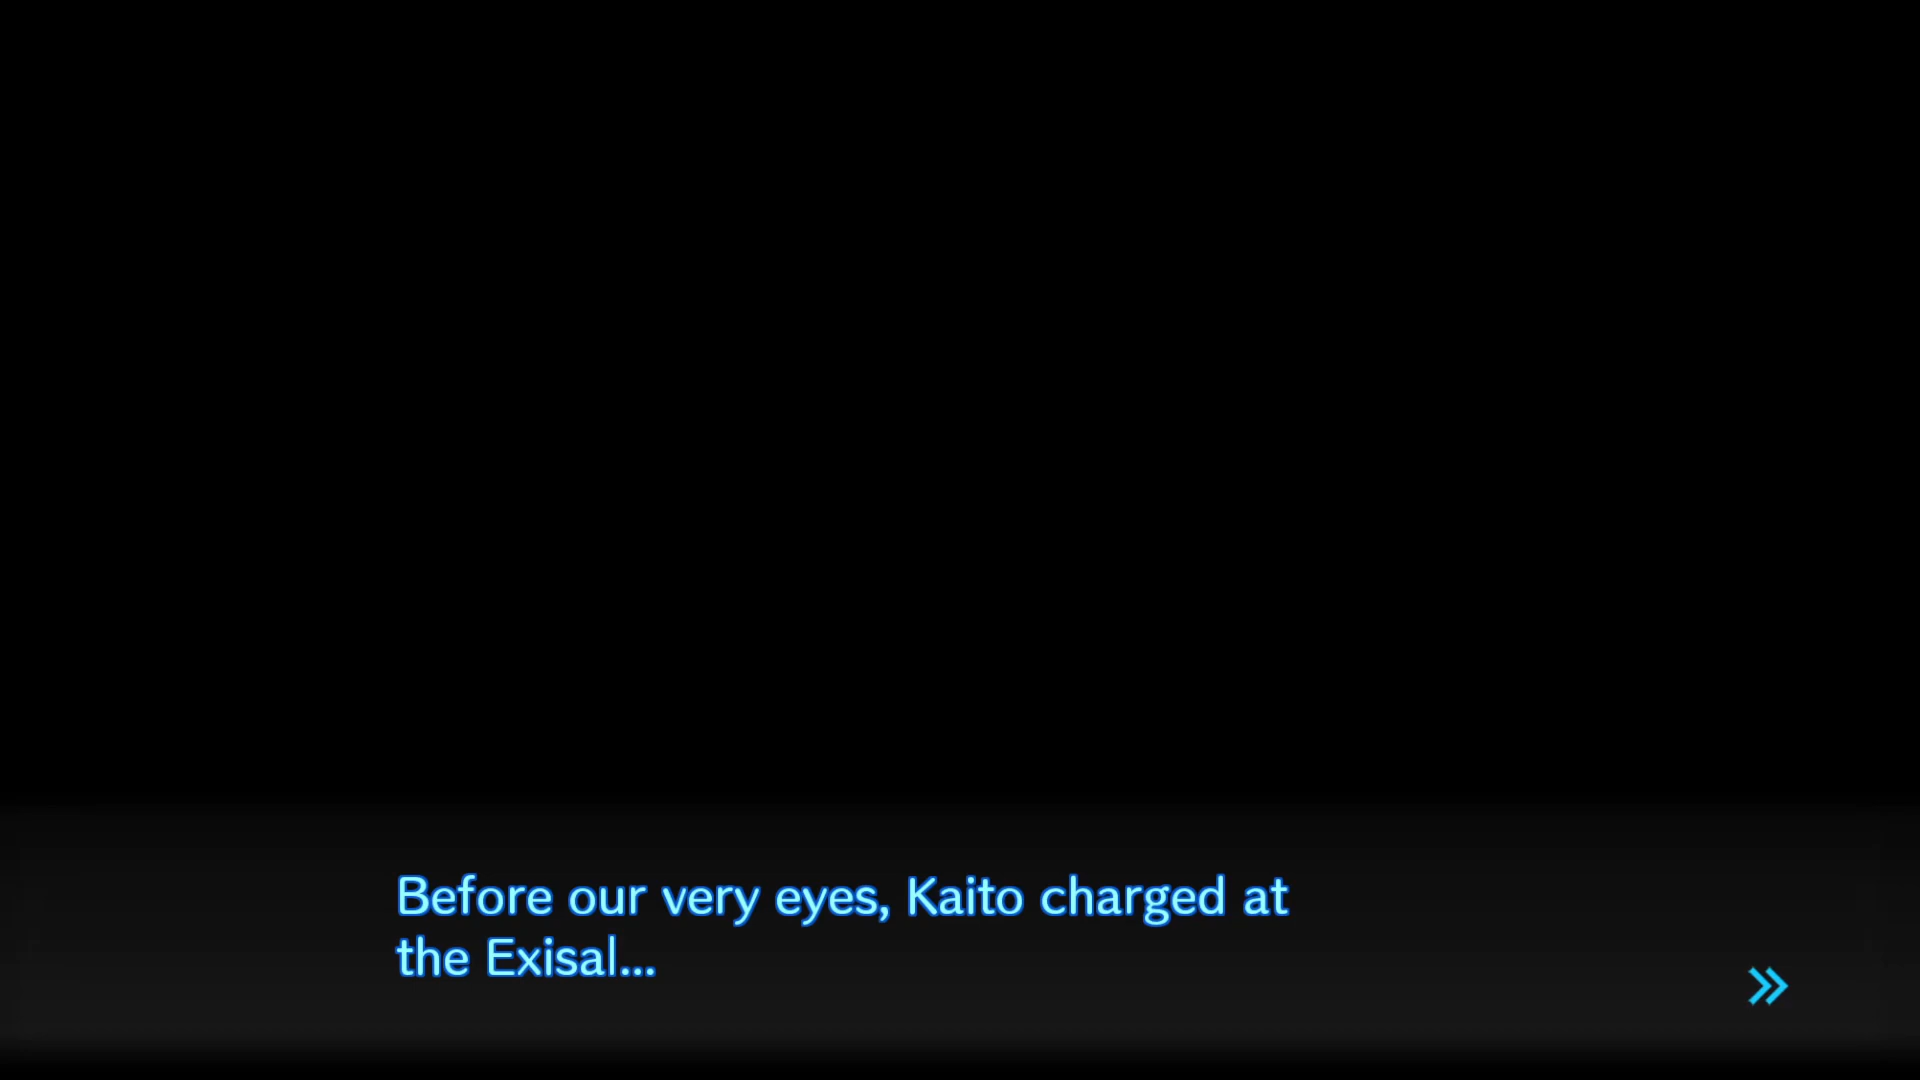 Before our very eyes, Kaito charged at
the Exisal...